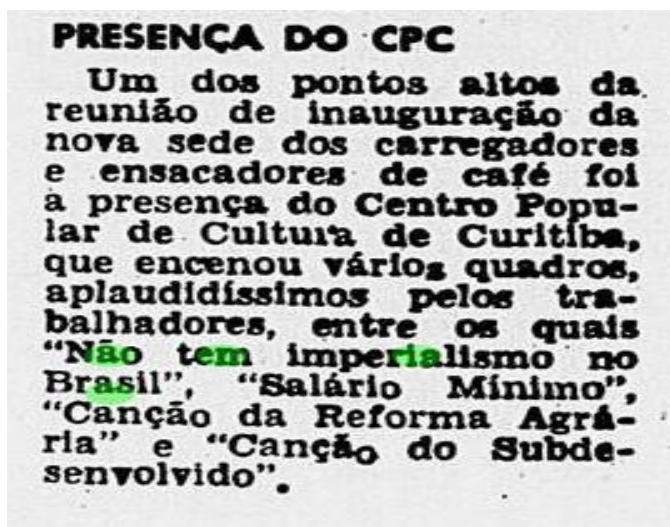 PRESENÇA DO CPC
Um dos pontos altos da
reunião de inauguração da
nova sede dos carregadores
e ensacadores de café foi
a presença do Centro Popu-
lar de Cultura de Curitiba,
que encenou vários quadros,
aplaudidíssimos pelos tra-
balhadores, entre os quais
“Não tem imperialismo no
Brasil”, “Salário Mínimo”,
“Canção da Reforma Agrá-
ria” e “Canção do Subde-
senvolvido”.